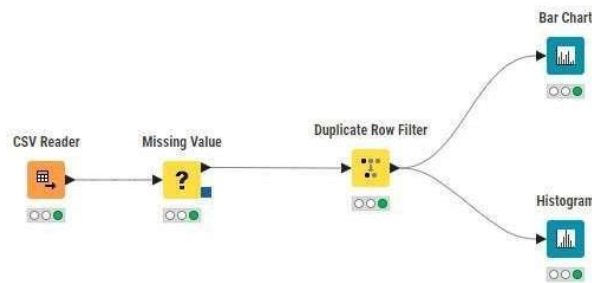 Bar Chart
CSV Reader
Missing Value
Duplicate Row Filter
?
Histogram